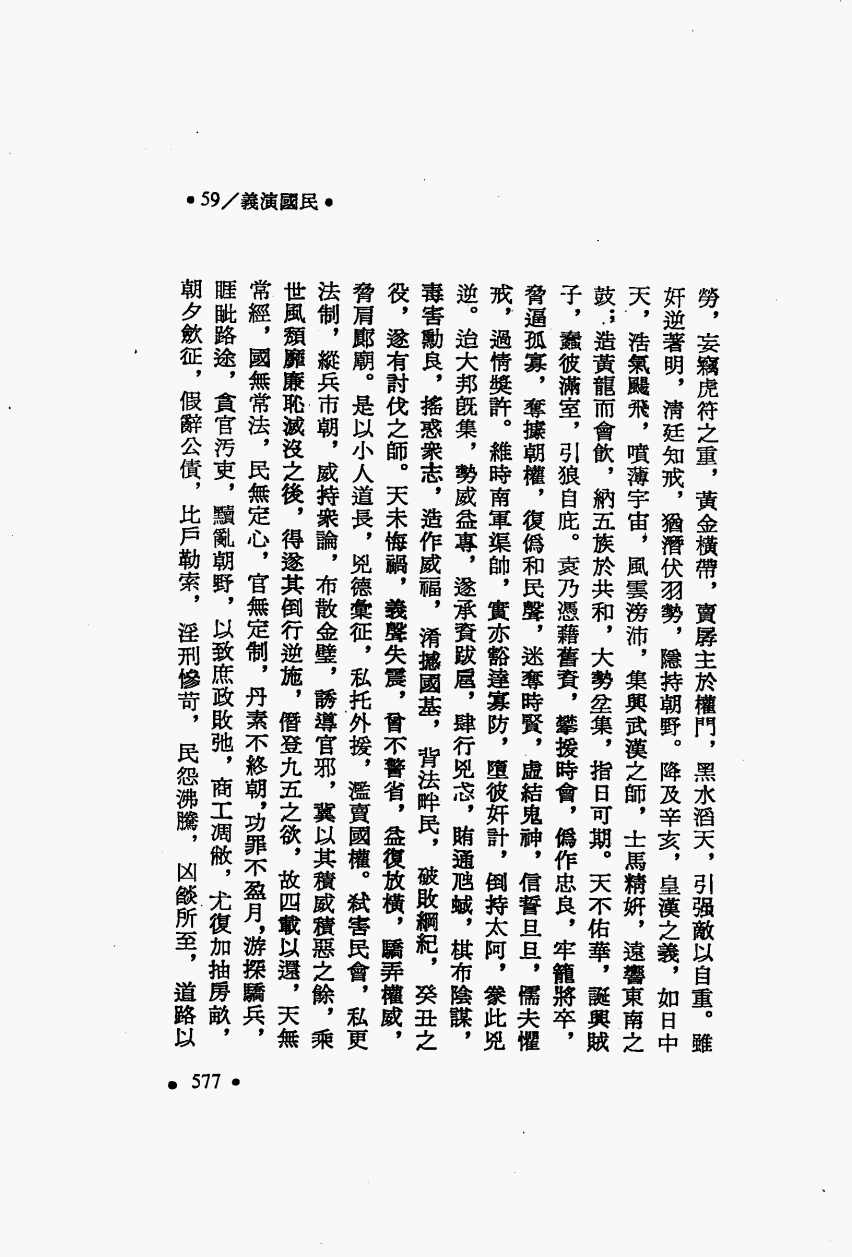 •59／義演國民•
勞，妄竊虎符之重，黃金橫帶，賣孱主於權門，黑水滔天，引强敵以自重。雖
奸逆著明，清廷知戒，猶潛伏羽勢，隱持朝野。降及辛亥，皇漢之義，如日中
天，浩氣颺飛，噴薄宇宙，風雲滂沛，集興武漢之師，士馬精妍，遠響東南之
鼓；造黃龍而會飲，納五族於共和，大勢坌集，指日可期。天不佑華，誕興賊
子，蠢彼滿室，引狼自庇。袁乃憑藉舊資，攀援時會，僞作忠良，牢籠將卒，
脅逼孤寡，奪據朝權，復僞和民聲，迷奪時賢，虛結鬼神，信誓旦旦，懦夫懼
戒，過情獎許。維時南軍渠帥，實亦豁達寡防，墮彼奸計，倒持太阿，豢此兇
逆。迨大邦既集，勢威益專，遂承資跋扈，肆行兇忒，賄通虺蜮，棋布陰謀，
毒害勳良，搖惑衆志，造作威福，淆撼國基，背法畔民，破敗綱紀，癸丑之
役，遂有討伐之師。天未悔禍，義聲失震，曾不警省，益復放橫，驕弄權威，
脅肩郎廟。是以小人道長，兇德彙征，私托外援，濫賣國權。弒害民會，私更
法制，縱兵市朝，威持衆論，布散金璧，誘導官邪，冀以其積威積惡之餘，乘
世風頹靡廉恥滅沒之後，得遂其倒行逆施，僭登九五之欲，故四載以還，天無
常經，國無常法，民無定心，官無定制，丹素不終朝，功罪不盈月，游探驕兵，
睚眦路途，貪官污吏，黷亂朝野，以致庶政敗弛，商工凋敝，尤復加抽房畝，
朝夕歛征，假辭公債，比戶勒索，淫刑慘苛，民怨沸騰，凶燄所至，道路以
•577•